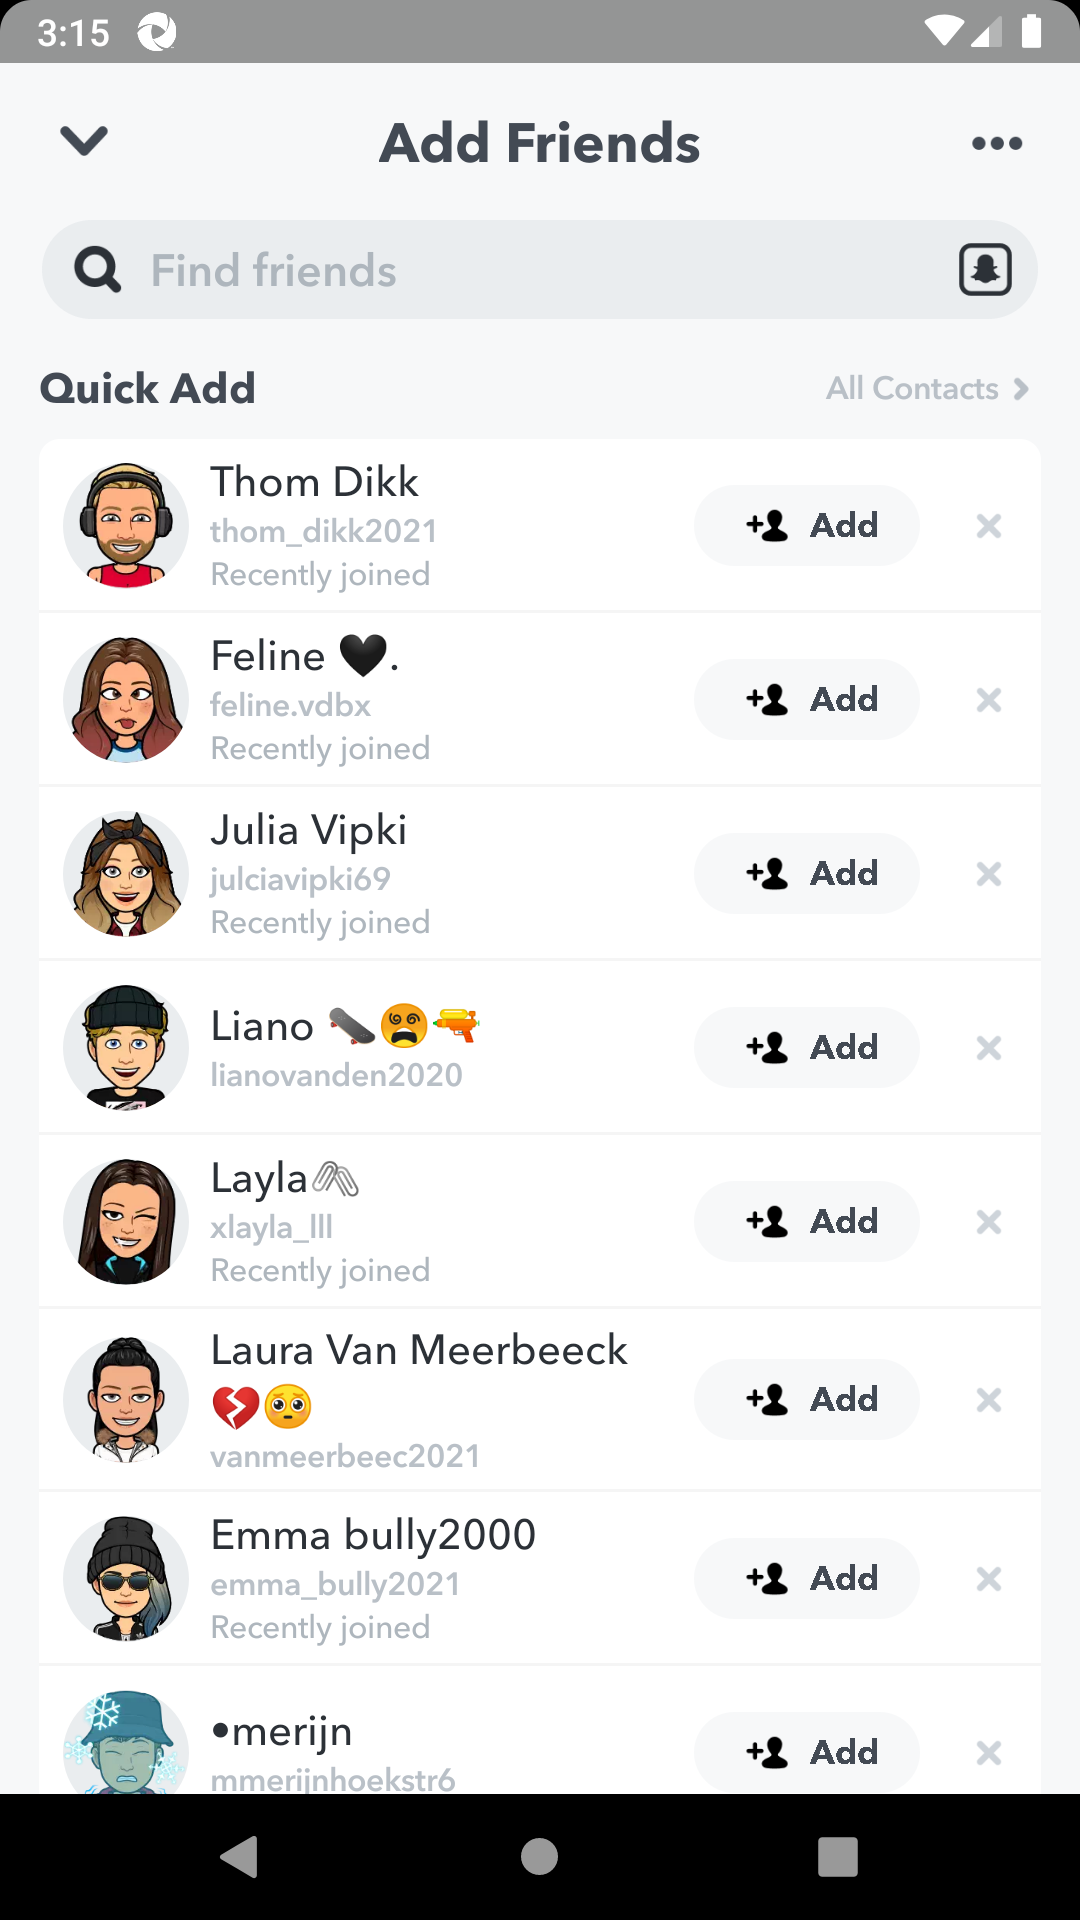 3:15
Add Friends
Find friends
Quick Add
All Contacts
Thom Dikk
thom_dikk2021
Recently joined
Add
Feline 🖤.
feline.vdbx
Recently joined
Add
Julia Vipki
julciavipki69
Recently joined
Add
Liano 🛹😵‍💫🔫
lianovanden2020
Add
Layla🖇
xlayla_lll
Recently joined
Add
Laura Van Meerbeeck
💔🥺
vanmeerbeec2021
Add
Emma bully2000
emma_bully2021
Recently joined
Add
•merijn
mmerijnhoekstr6
Add